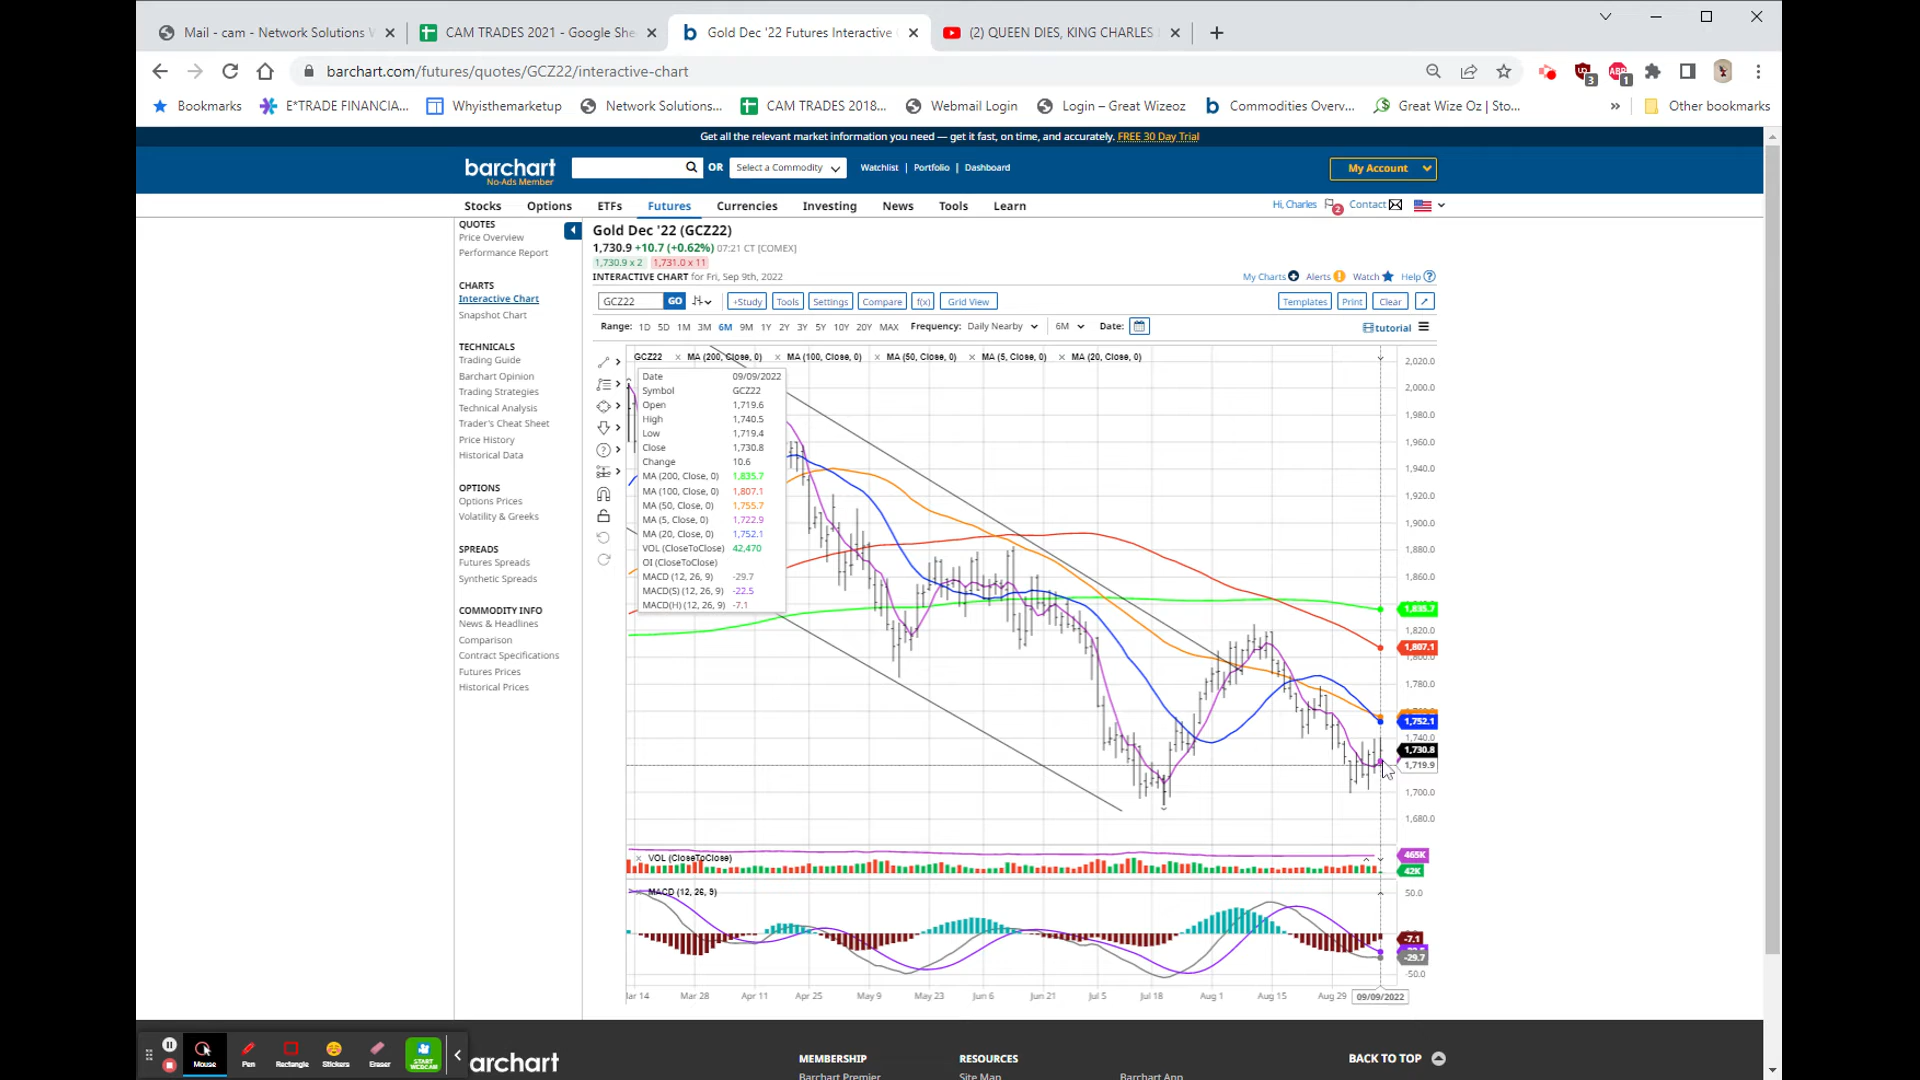 Mail - cam - Network Solutions W
CAM TRADES 2021 - Google She
Gold Dec '22 Futures Interactive
(2) QUEEN DIES, KING CHARLES
barchart.com/futures/quotes/GCZ22/interactive-chart
Bookmarks
E*TRADE FINANCIA...
Whyisthemarketup
Network Solutions...
CAM TRADES 2018...
Webmail Login
Login – Great Wizeoz
Commodities Overv...
Great Wize Oz | Sto...
Other bookmarks
Get all the relevant market information you need — get it fast, on time, and accurately. FREE 30 Day Trial
barchart
No-Ads Member
OR
Select a Commodity
Watchlist | Portfolio | Dashboard
My Account
Stocks Options ETFs Futures Currencies Investing News Tools Learn
Hi, Charles 2 Contact
QUOTES
Price Overview
Performance Report
CHARTS
Interactive Chart
Snapshot Chart
TECHNICALS
Trading Guide
Barchart Opinion
Trading Strategies
Technical Analysis
Trader's Cheat Sheet
Price History
Historical Data
OPTIONS
Options Prices
Volatility & Greeks
SPREADS
Futures Spreads
Synthetic Spreads
COMMODITY INFO
News & Headlines
Comparison
Contract Specifications
Futures Prices
Historical Prices
Gold Dec '22 (GCZ22)
1,730.9 +10.7 (+0.62%) 07:21 CT [COMEX]
1,730.9 x 2 1,731.0 x 11
INTERACTIVE CHART for Fri, Sep 9th, 2022
My Charts Alerts Watch Help
GCZ22 GO +Study Tools Settings Compare f(x) Grid View
Templates Print Clear
Range: 1D 5D 1M 3M 6M 9M 1Y 2Y 3Y 5Y 10Y 20Y MAX Frequency: Daily Nearby 6M Date:
tutorial
GCZ22 MA (200, Close, 0) MA (100, Close, 0) MA (50, Close, 0) MA (5, Close, 0) MA (20, Close, 0)
Date 09/09/2022
Symbol GCZ22
Open 1,719.6
High 1,740.5
Low 1,719.4
Close 1,730.8
Change 10.6
MA (200, Close, 0) 1,835.7
MA (100, Close, 0) 1,807.1
MA (50, Close, 0) 1,755.7
MA (5, Close, 0) 1,722.9
MA (20, Close, 0) 1,752.1
VOL (CloseToClose) 42,470
OI (CloseToClose)
MACD (12, 26, 9) -29.7
MACD(S) (12, 26, 9) -22.5
MACD(H) (12, 26, 9) -7.1
2,020.0
2,000.0
1,980.0
1,960.0
1,940.0
1,920.0
1,900.0
1,880.0
1,860.0
1,835.7
1,820.0
1,807.1
1,800.0
1,780.0
1,752.1
1,740.0
1,730.8
1,719.9
1,700.0
1,680.0
VOL (CloseToClose)
465K
42K
MACD (12, 26, 9)
50.0
-7.1
-29.7
-50.0
Mar 14 Mar 28 Apr 11 Apr 25 May 9 May 23 Jun 6 Jun 21 Jul 5 Jul 18 Aug 1 Aug 15 Aug 29 09/09/2022
Mouse
Pen
Rectangle
Stickers
Eraser
START WEBCAM
archart
MEMBERSHIP
Barchart Premier
RESOURCES
Site Map
Barchart App
BACK TO TOP